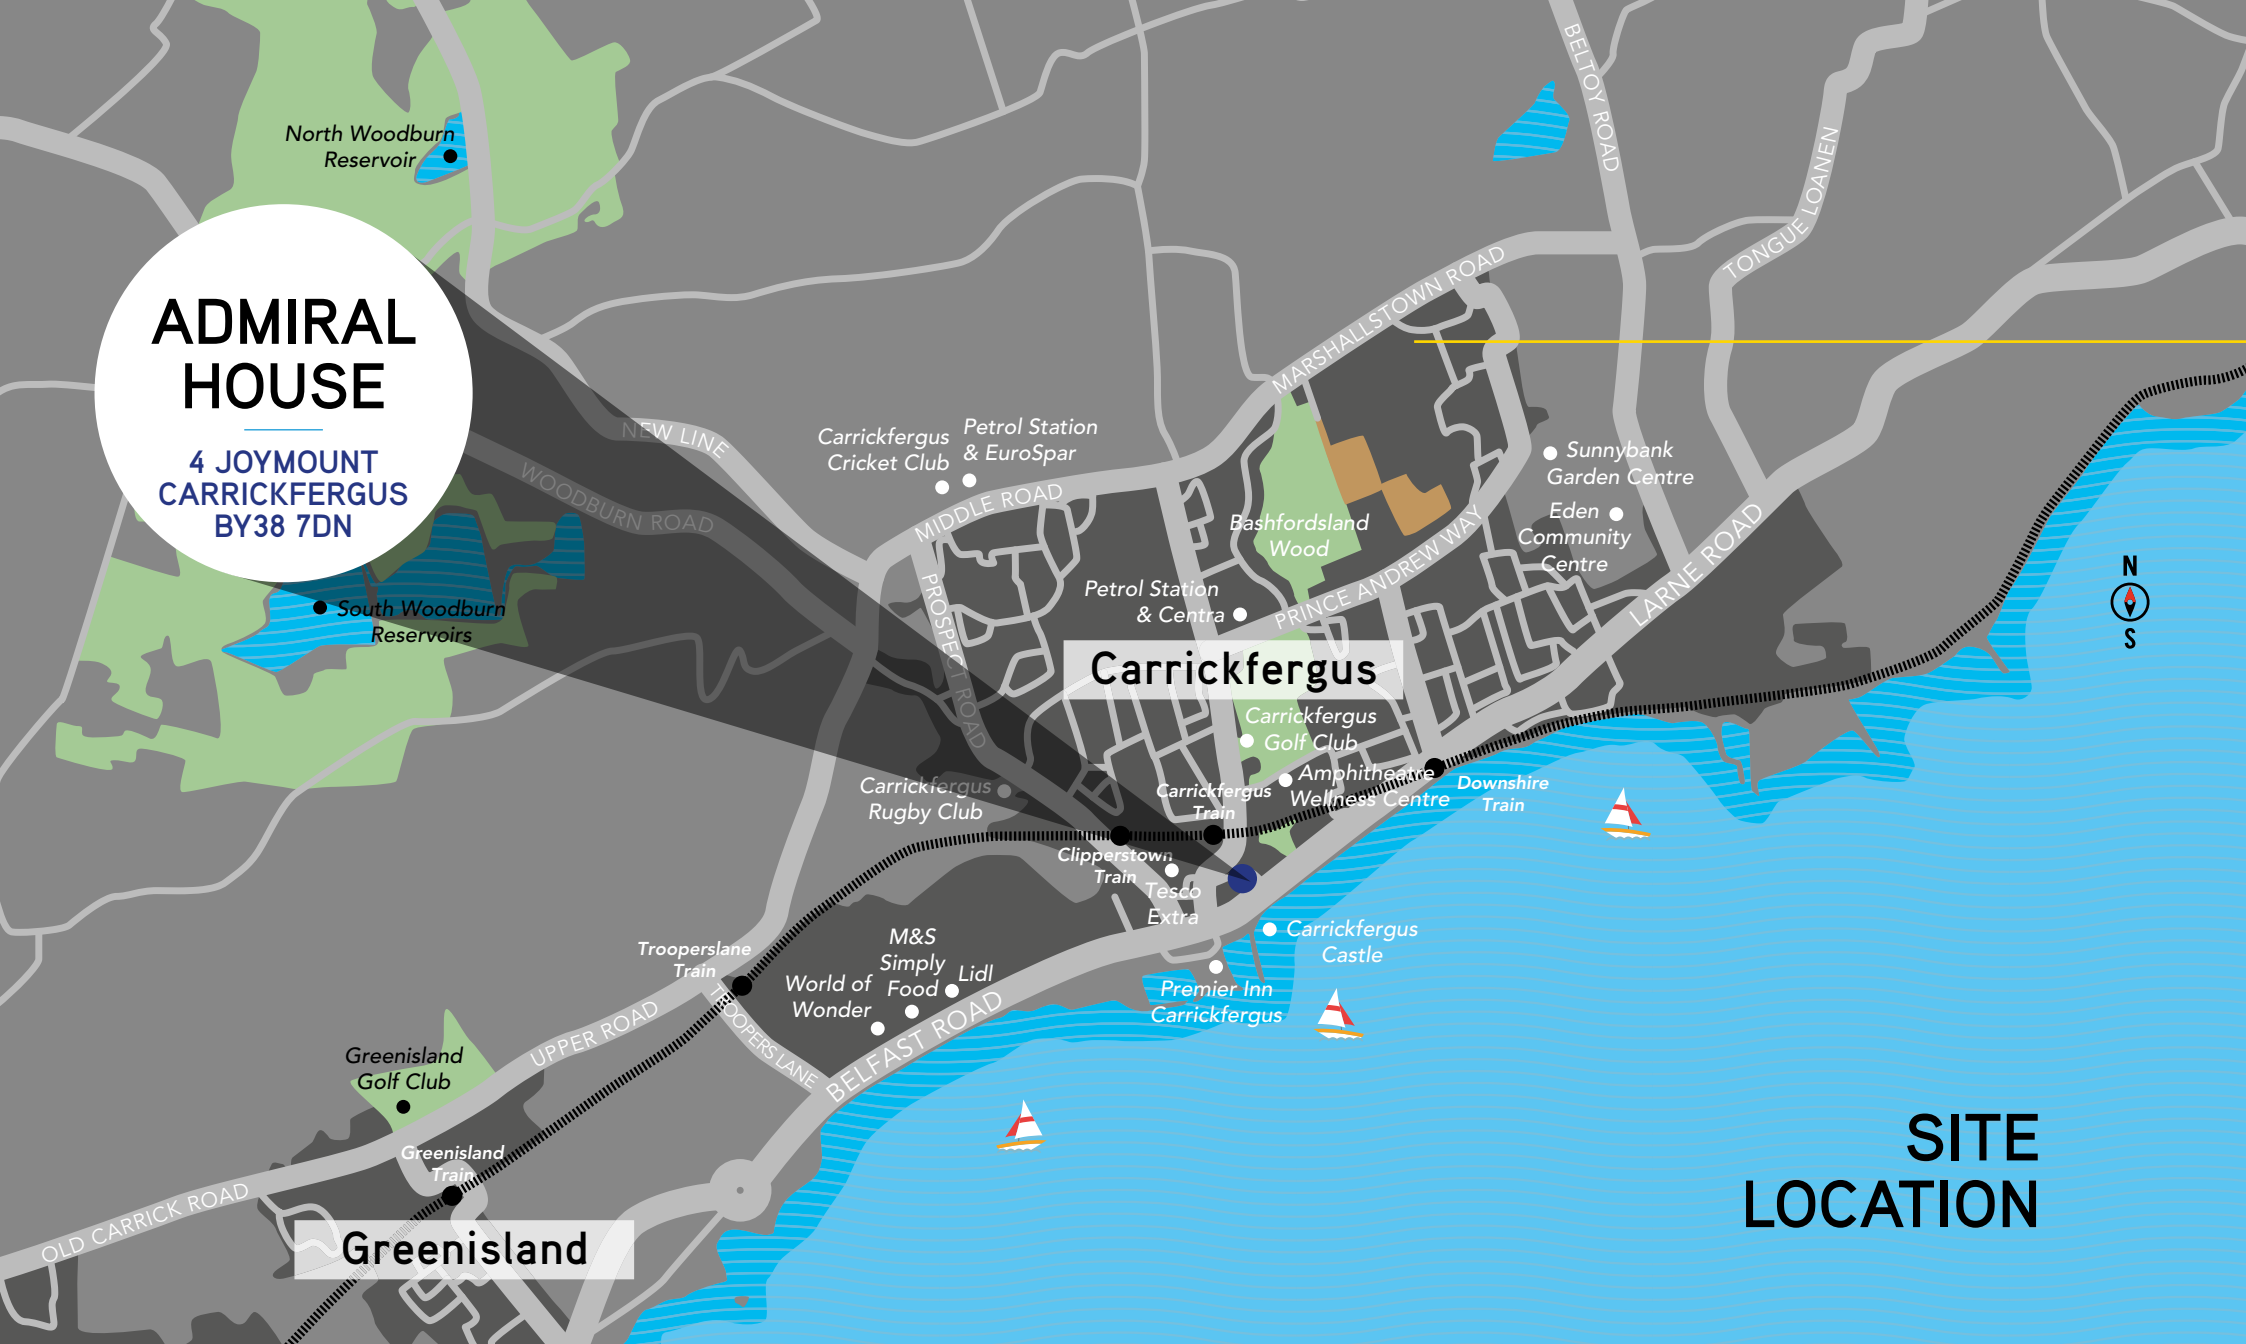 North Woodburn
Reservoir
ADMIRAL
HOUSE
4 JOYMOUNT
CARRICKFERGUS
BY38 7DN
South Woodburn
Reservoirs
BELTOY ROAD
TONGUE LOANEN
MARSHALLSTOWN ROAD
NEW LINE
WOODBURN ROAD
Carrickfergus
Cricket Club
Petrol Station
& EuroSpar
MIDDLE ROAD
PROSPECT ROAD
Bashfordsland
Wood
Sunnybank
Garden Centre
Eden
Community
Centre
PRINCE ANDREW WAY
LARNE ROAD
N
S
Petrol Station
& Centra
Carrickfergus
Carrickfergus
Golf Club
Amphitheatre
Wellness Centre
Carrickfergus
Train
Downshire
Train
Carrickfergus
Rugby Club
Clipperstown
Train
Tesco
Extra
Carrickfergus
Castle
Premier Inn
Carrickfergus
Trooperslane
Train
M&S
Simply
Food
Lidl
World of
Wonder
TROOPERS LANE
BELFAST ROAD
UPPER ROAD
Greenisland
Golf Club
Greenisland
Train
OLD CARRICK ROAD
Greenisland
SITE
LOCATION